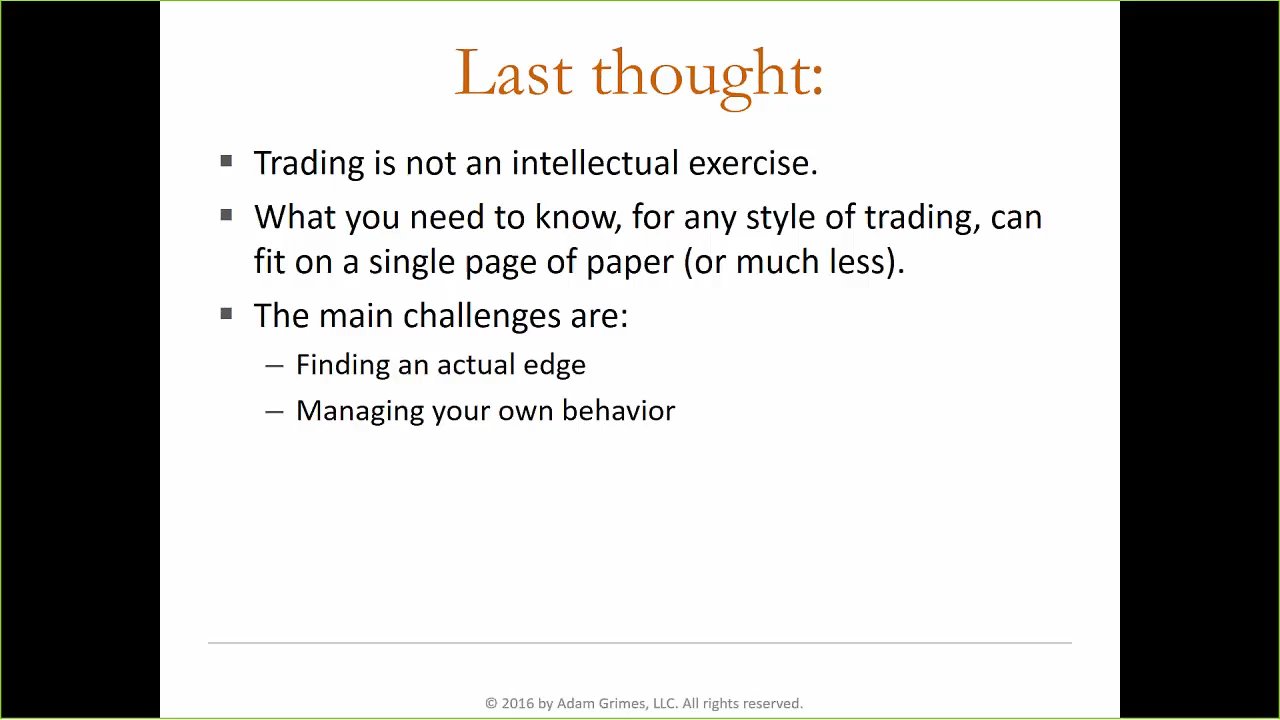 Last thought:
▪ Trading is not an intellectual exercise.
▪ What you need to know, for any style of trading, can
fit on a single page of paper (or much less).
▪ The main challenges are:
– Finding an actual edge
– Managing your own behavior
© 2016 by Adam Grimes, LLC. All rights reserved.